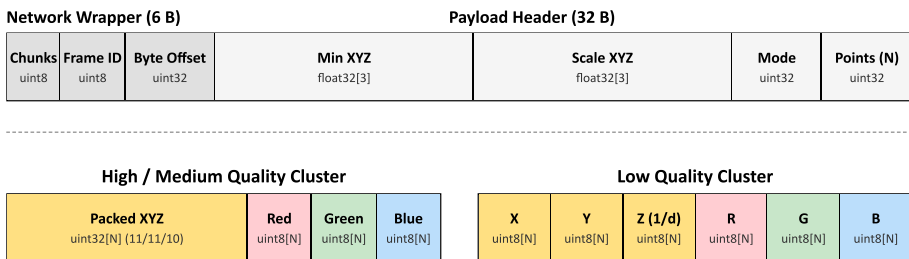 Network Wrapper (6 B) Payload Header (32 B)
Chunks Frame ID Byte Offset Min XYZ Scale XYZ Mode Points (N)
uint8 uint8 uint32 float32[3] float32[3] uint32 uint32
High / Medium Quality Cluster Low Quality Cluster
Packed XYZ Red Green Blue X Y Z (1/d) R G B
uint32[N] (11/11/10) uint8[N] uint8[N] uint8[N] uint8[N] uint8[N] uint8[N] uint8[N] uint8[N] uint8[N]